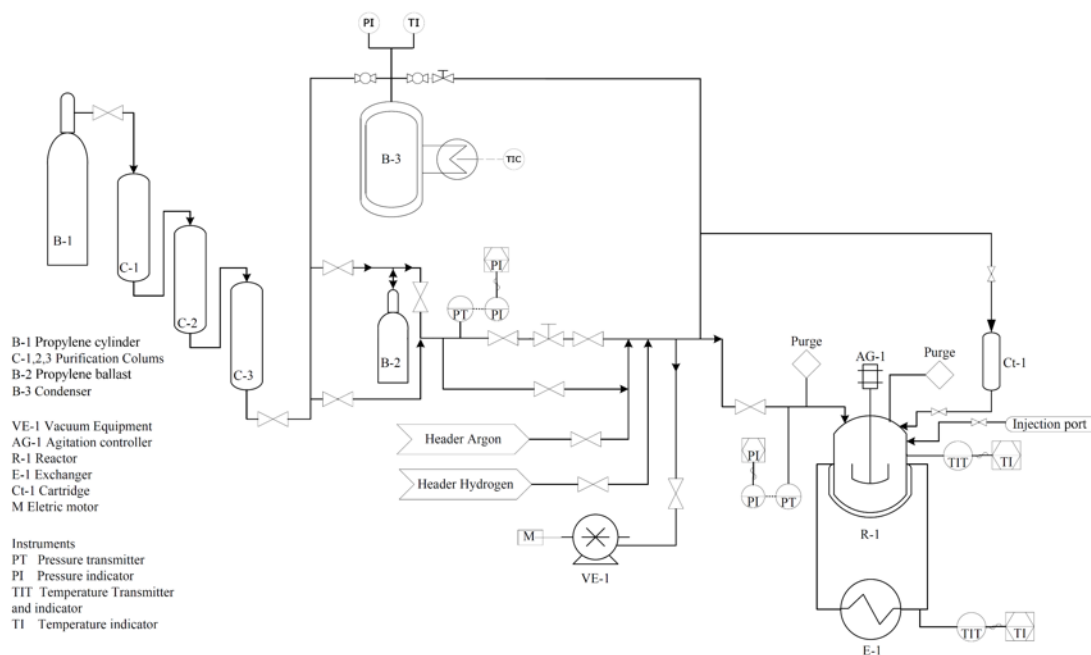 PI
TI
B-3
TIC
B-1
C-1
C-2
C-3
B-2
PI
PT
PI
B-1 Propylene cylinder
C-1,2,3 Purification Colums
B-2 Propylene ballast
B-3 Condenser
VE-1 Vacuum Equipment
AG-1 Agitation controller
R-1 Reactor
E-1 Exchanger
Ct-1 Cartridge
M Eletric motor
Instruments
PT Pressure transmitter
PI Pressure indicator
TIT Temperature Transmitter
and indicator
TI Temperature indicator
Header Argon
Header Hydrogen
M
VE-1
Purge
AG-1
Purge
Ct-1
Injection port
PI
PI
PT
TIT
TI
R-1
TIT
TI
E-1